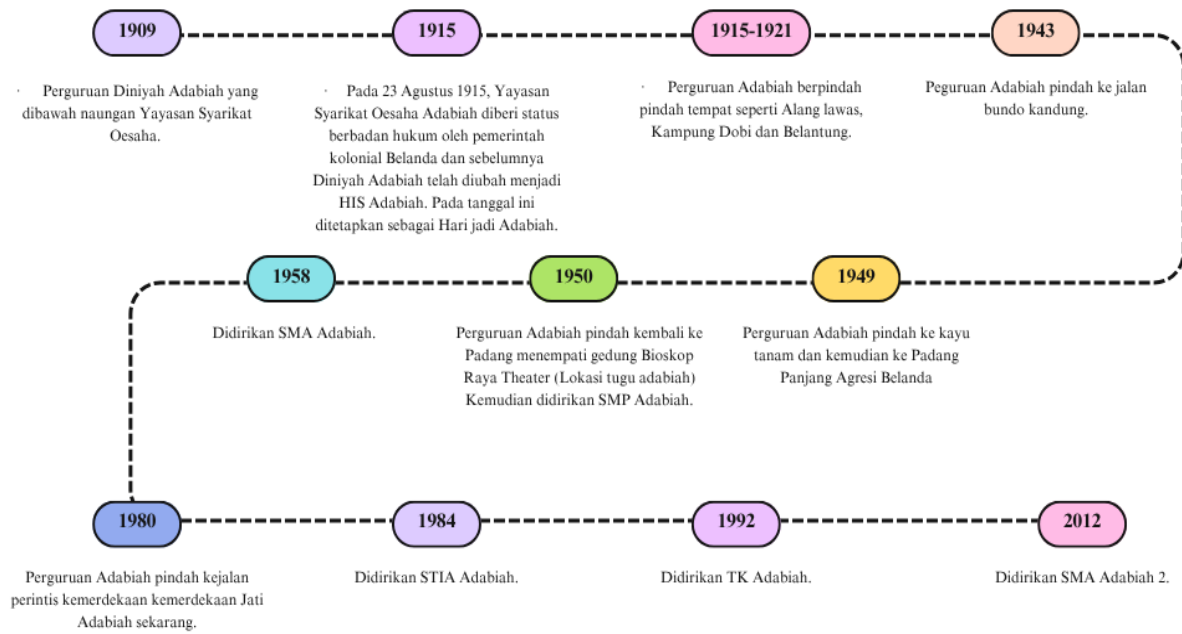 1909
· Perguruan Diniyah Adabiah yang
dibawah naungan Yayasan Syarikat
Oesaha.
1915
· Pada 23 Agustus 1915, Yayasan
Syarikat Oesaha Adabiah diberi status
berbadan hukum oleh pemerintah
kolonial Belanda dan sebelumnya
Diniyah Adabiah telah diubah menjadi
HIS Adabiah. Pada tanggal ini
ditetapkan sebagai Hari jadi Adabiah.
1915-1921
· Perguruan Adabiah berpindah
pindah tempat seperti Alang lawas,
Kampung Dobi dan Belantung.
1943
Peguruan Adabiah pindah ke jalan
bundo kandung.
1949
Perguruan Adabiah pindah ke kayu
tanam dan kemudian ke Padang
Panjang Agresi Belanda
1950
Perguruan Adabiah pindah kembali ke
Padang menempati gedung Bioskop
Raya Theater (Lokasi tugu adabiah)
Kemudian didirikan SMP Adabiah.
1958
Didirikan SMA Adabiah.
1980
Perguruan Adabiah pindah kejalan
perintis kemerdekaan kemerdekaan Jati
Adabiah sekarang.
1984
Didirikan STIA Adabiah.
1992
Didirikan TK Adabiah.
2012
Didirikan SMA Adabiah 2.